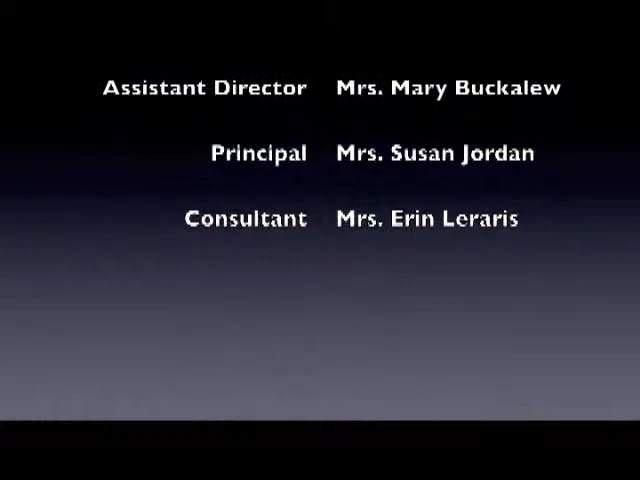 Assistant Director Mrs. Mary Buckalew
Principal Mrs. Susan Jordan
Consultant Mrs. Erin Leraris